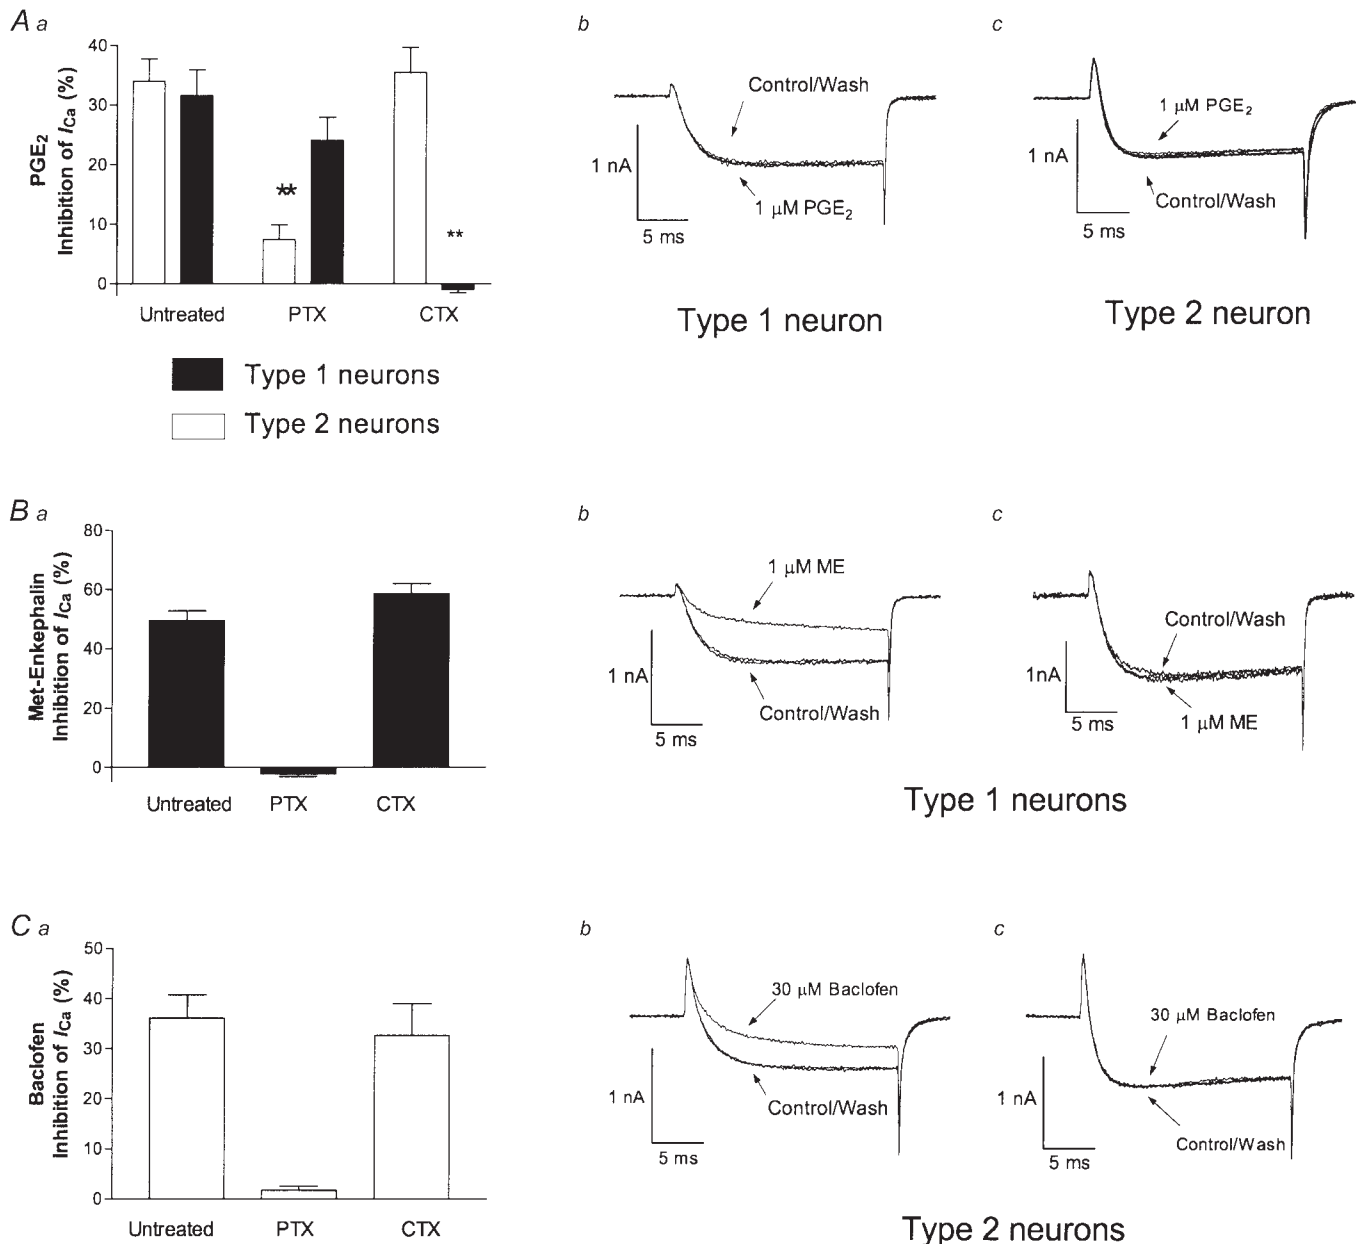 A a
PGE2
Inhibition of ICa (%)
40
30
20
10
0
**
**
Untreated
PTX
CTX
Type 1 neurons
Type 2 neurons
b
Control/Wash
1 nA
1 μM PGE2
5 ms
Type 1 neuron
c
1 μM PGE2
1 nA
Control/Wash
5 ms
Type 2 neuron
B a
Met-Enkephalin
Inhibition of ICa (%)
80
60
40
20
0
Untreated
PTX
CTX
b
1 μM ME
1 nA
Control/Wash
5 ms
c
Control/Wash
1nA
1 μM ME
5 ms
Type 1 neurons
C a
Baclofen
Inhibition of ICa (%)
50
40
30
20
10
0
Untreated
PTX
CTX
b
30 μM Baclofen
1 nA
Control/Wash
5 ms
c
30 μM Baclofen
1 nA
Control/Wash
5 ms
Type 2 neurons